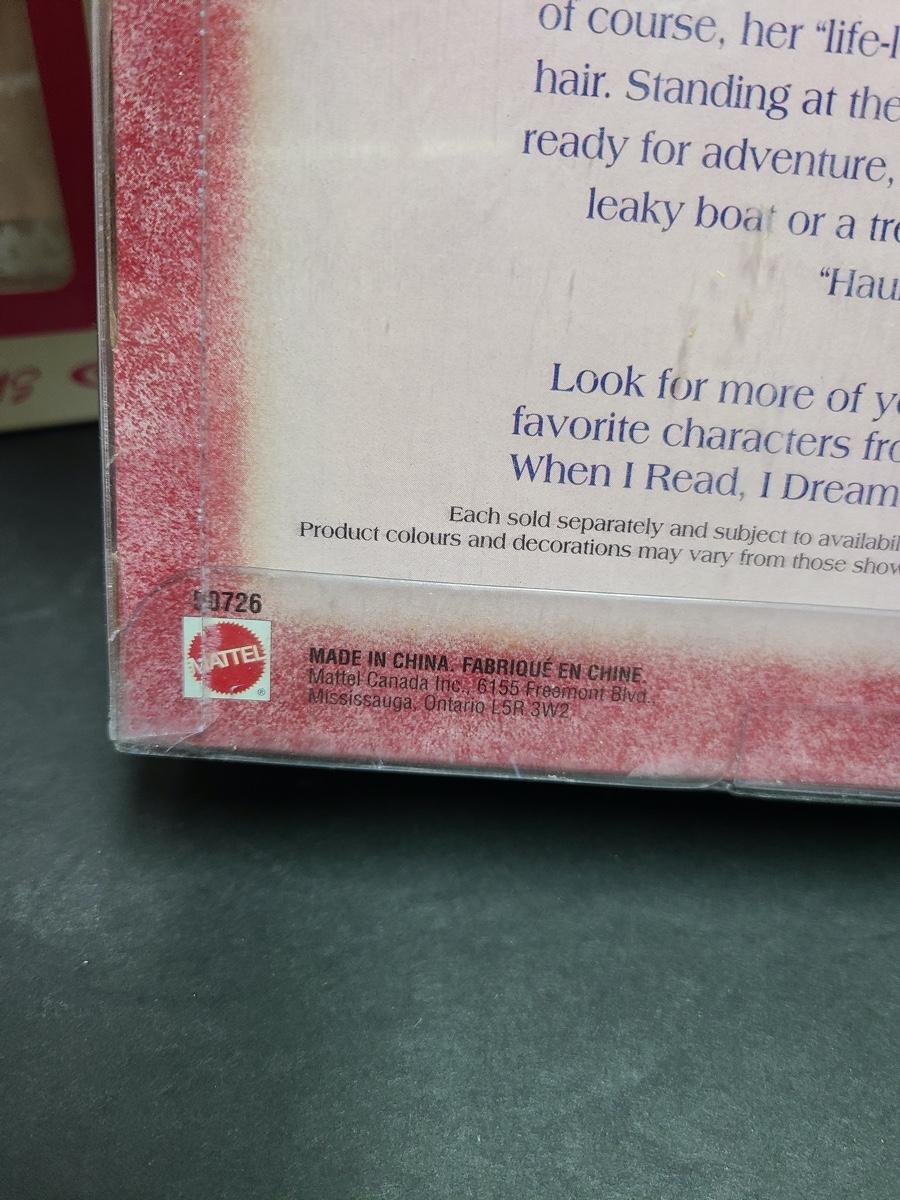 of course, her “life-l
hair. Standing at the
ready for adventure,
leaky boat or a tre
“Hau
Look for more of yo
favorite characters fro
When I Read, I Dream
Each sold separately and subject to availabil
Product colours and decorations may vary from those show
0726
MATTEL
®
MADE IN CHINA. FABRIQUÉ EN CHINE.
Mattel Canada Inc., 6155 Freemont Blvd.,
Mississauga, Ontario L5R 3W2